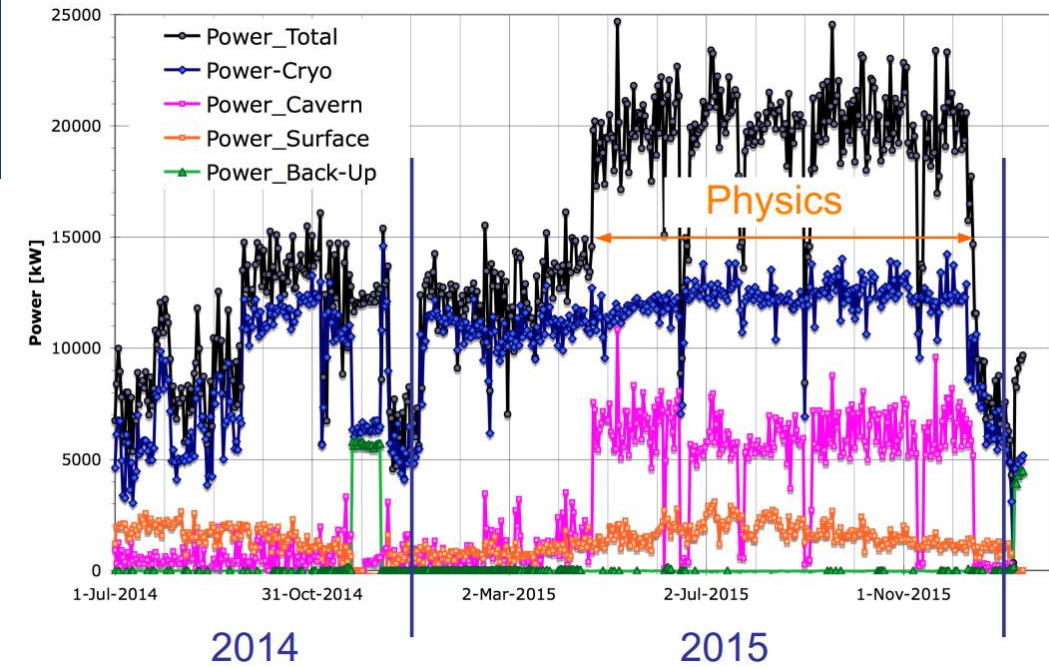 25000
Power_Total
Power-Cryo
Power_Cavern
Power_Surface
Power_Back-Up
20000
15000
10000
5000
0
Power [kW]
Physics
1-Jul-2014 31-Oct-2014 2-Mar-2015 2-Jul-2015 1-Nov-2015
2014 2015